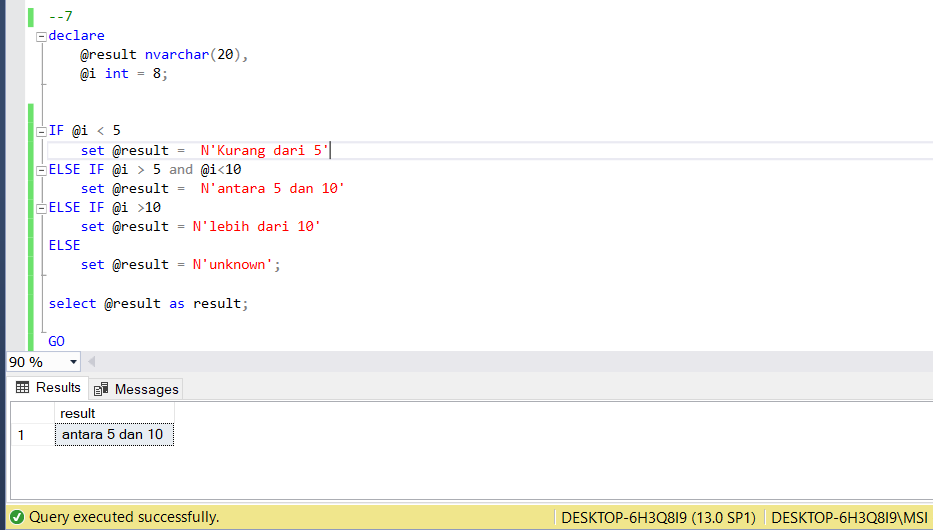 --7
declare
    @result nvarchar(20),
    @i int = 8;
IF @i < 5
    set @result =  N'Kurang dari 5'
ELSE IF @i > 5 and @i<10
    set @result =  N'antara 5 dan 10'
ELSE IF @i >10
    set @result = N'lebih dari 10'
ELSE
    set @result = N'unknown';
select @result as result;
GO
90 %
Results Messages
result
1 antara 5 dan 10
Query executed successfully. DESKTOP-6H3Q8I9 (13.0 SP1) DESKTOP-6H3Q8I9\MSI